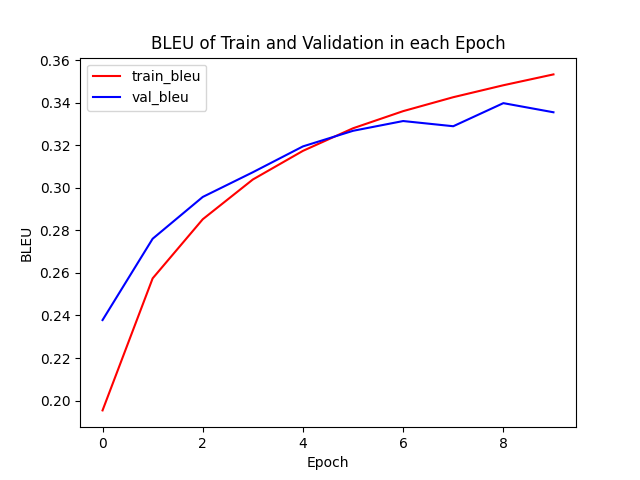 BLEU of Train and Validation in each Epoch
train_bleu
val_bleu
0.36
0.34
0.32
0.30
0.28
0.26
0.24
0.22
0.20
BLEU
0 2 4 6 8
Epoch